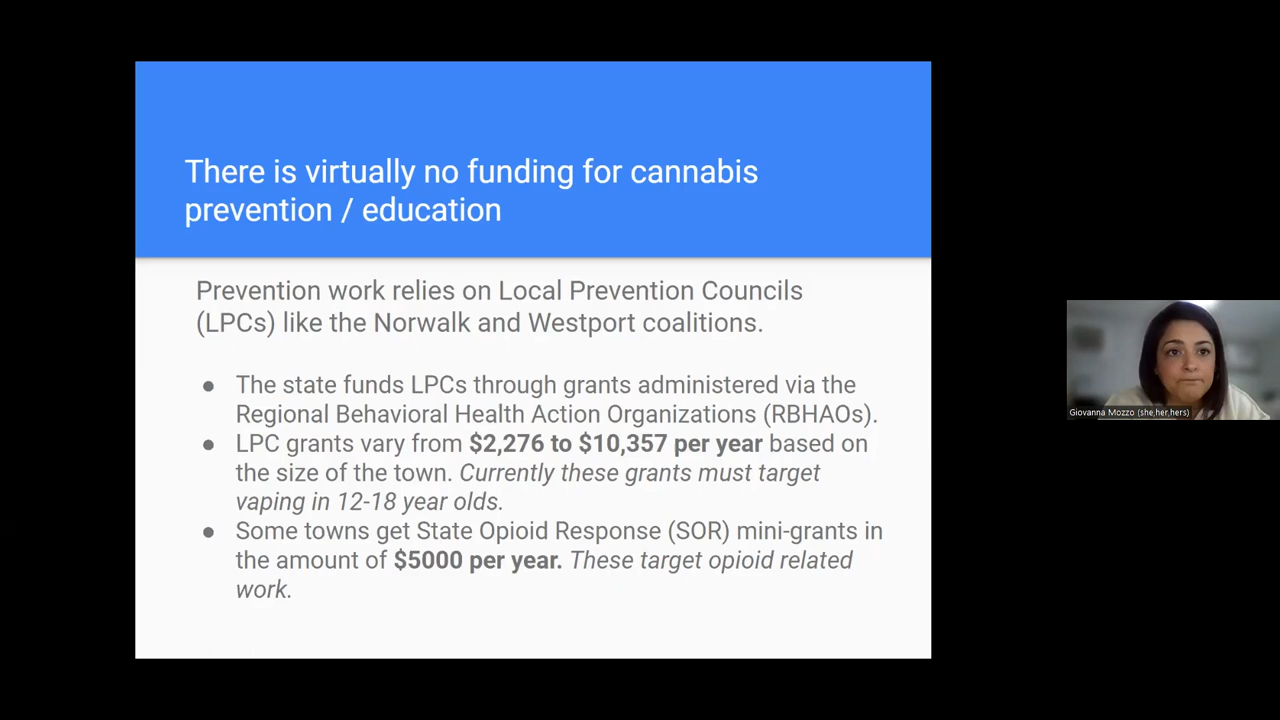 There is virtually no funding for cannabis
prevention / education
Prevention work relies on Local Prevention Councils
(LPCs) like the Norwalk and Westport coalitions.
● The state funds LPCs through grants administered via the
Regional Behavioral Health Action Organizations (RBHAOs).
● LPC grants vary from $2,276 to $10,357 per year based on
the size of the town. Currently these grants must target
vaping in 12-18 year olds.
● Some towns get State Opioid Response (SOR) mini-grants in
the amount of $5000 per year. These target opioid related
work.
Giovanna Mozzo (she,her,hers)